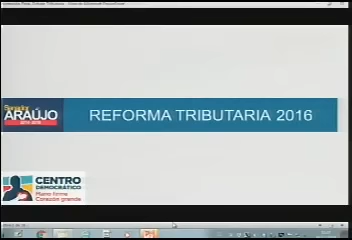 Senador
ARAÚJO
REFORMA TRIBUTARIA 2016
CENTRO
DEMOCRÁTICO
Mano firme
Corazón grande